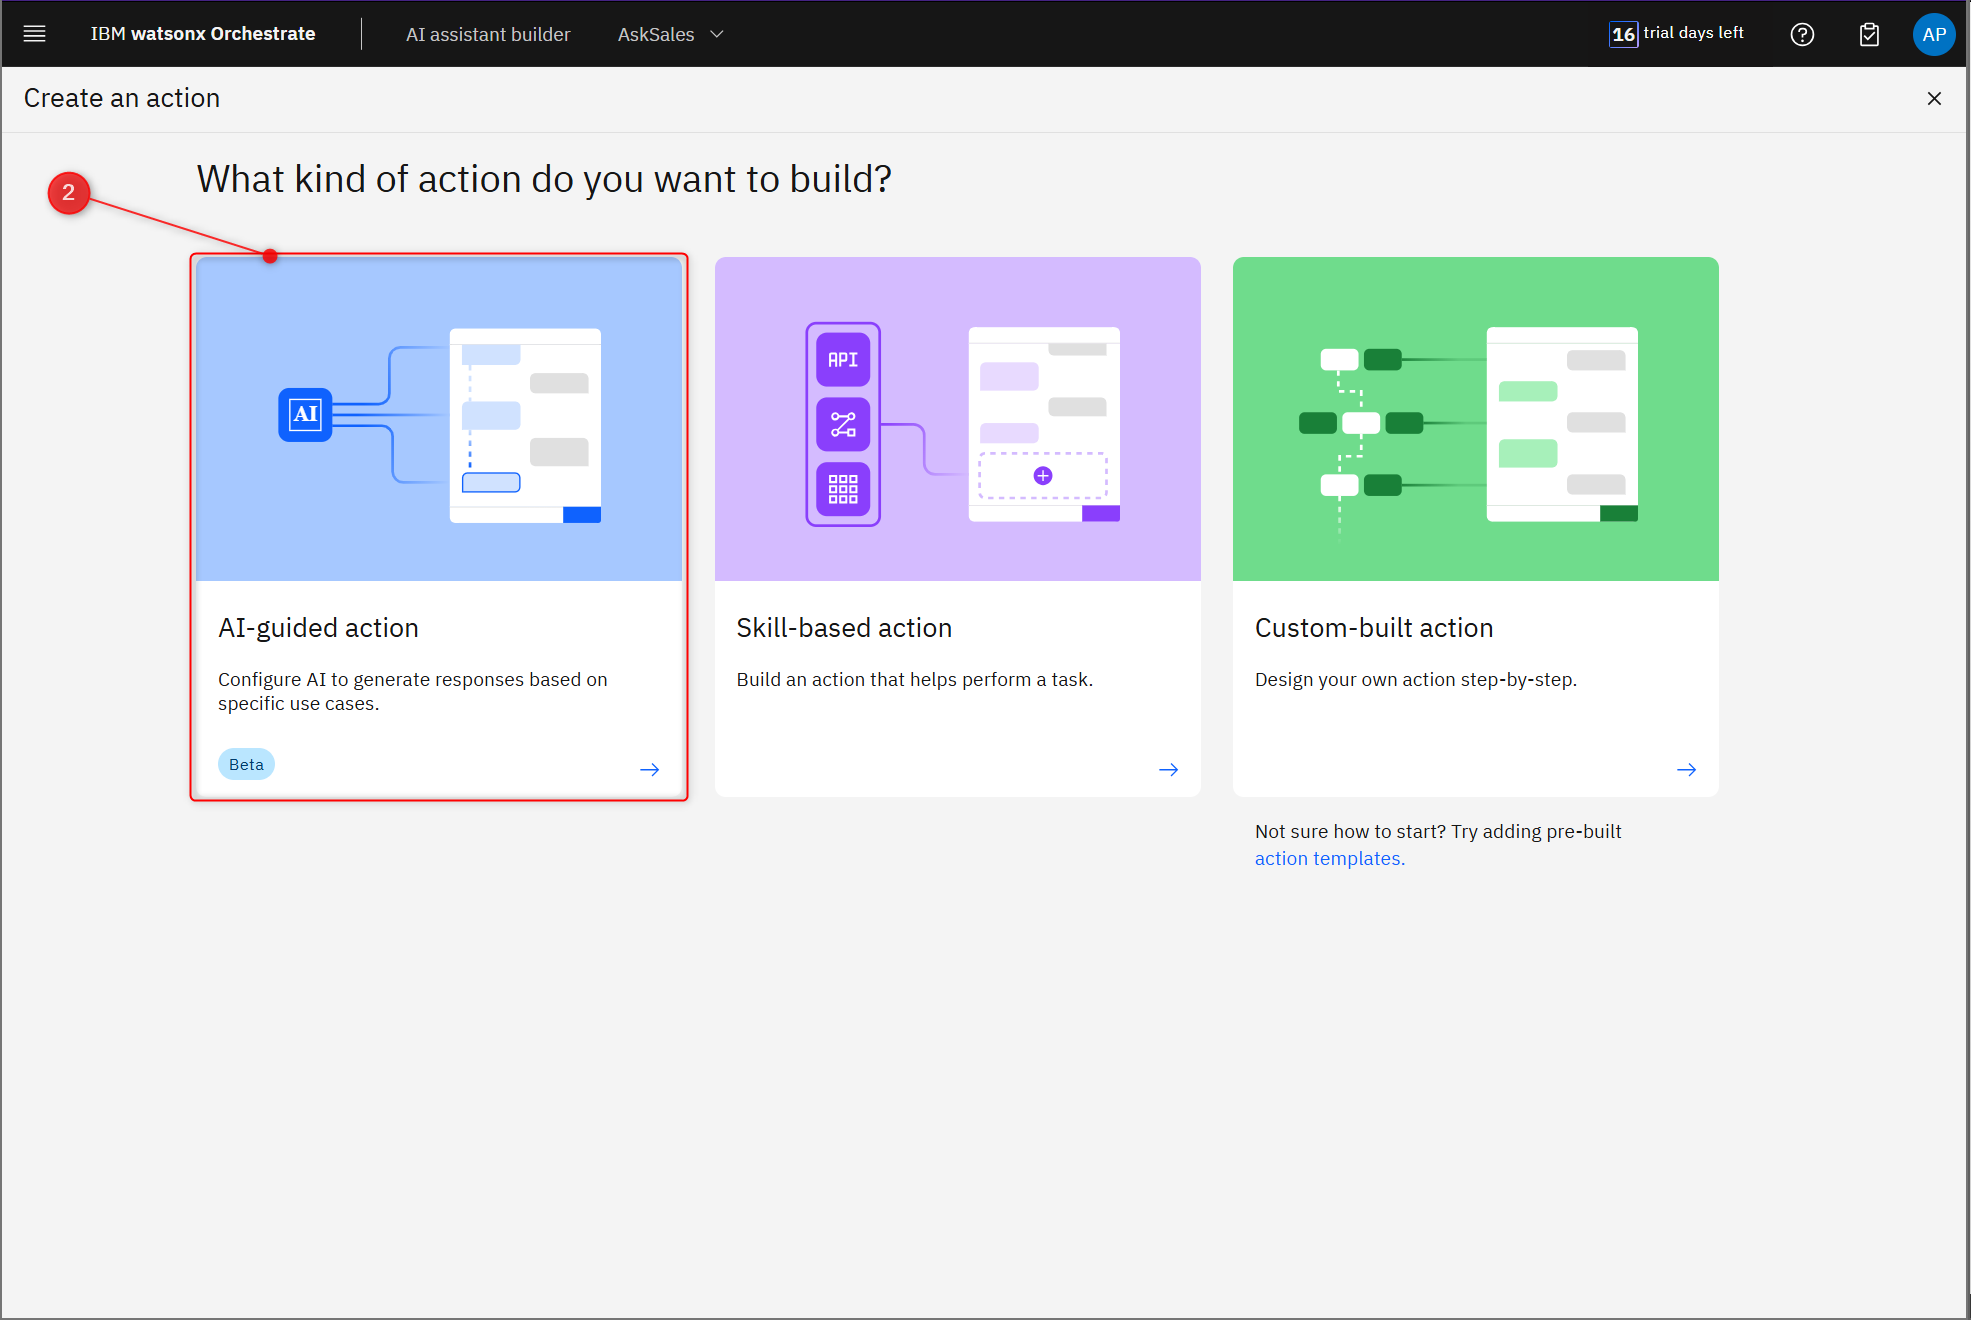 IBM watsonx Orchestrate AI assistant builder AskSales 16 trial days left AP
Create an action
What kind of action do you want to build?
2
AI
API
AI-guided action
Configure AI to generate responses based on
specific use cases.
Beta
Skill-based action
Build an action that helps perform a task.
Custom-built action
Design your own action step-by-step.
Not sure how to start? Try adding pre-built
action templates.